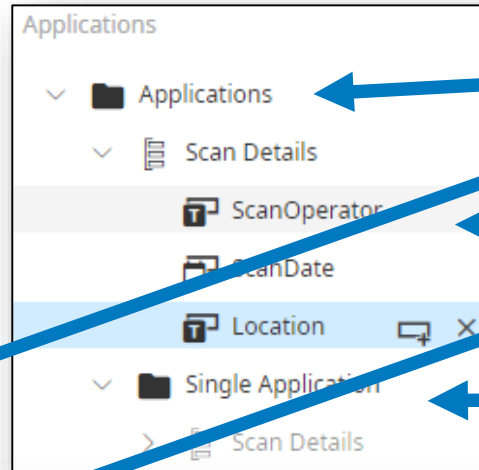 Applications
Applications
Scan Details
ScanOperator
ScanDate
Location
Single Application
Scan Details